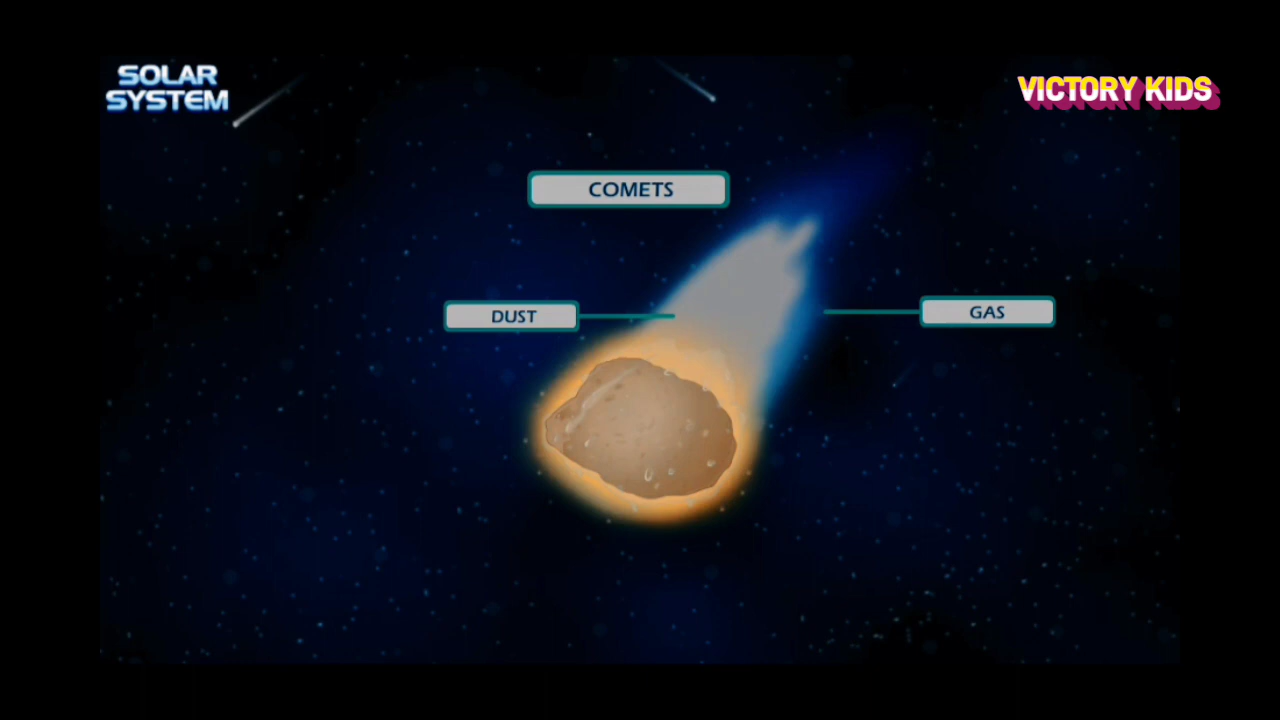 SOLAR
SYSTEM
VICTORY KIDS
COMETS
DUST
GAS